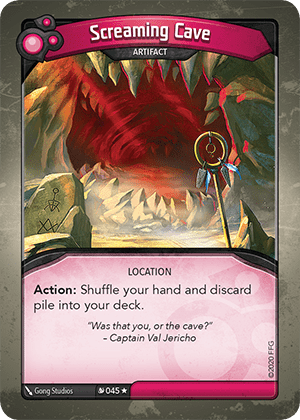 Screaming Cave
ARTIFACT
LOCATION
Action: Shuffle your hand and discard
pile into your deck.
"Was that you, or the cave?"
– Captain Val Jericho
Gong Studios
045 ★
©2020 FFG